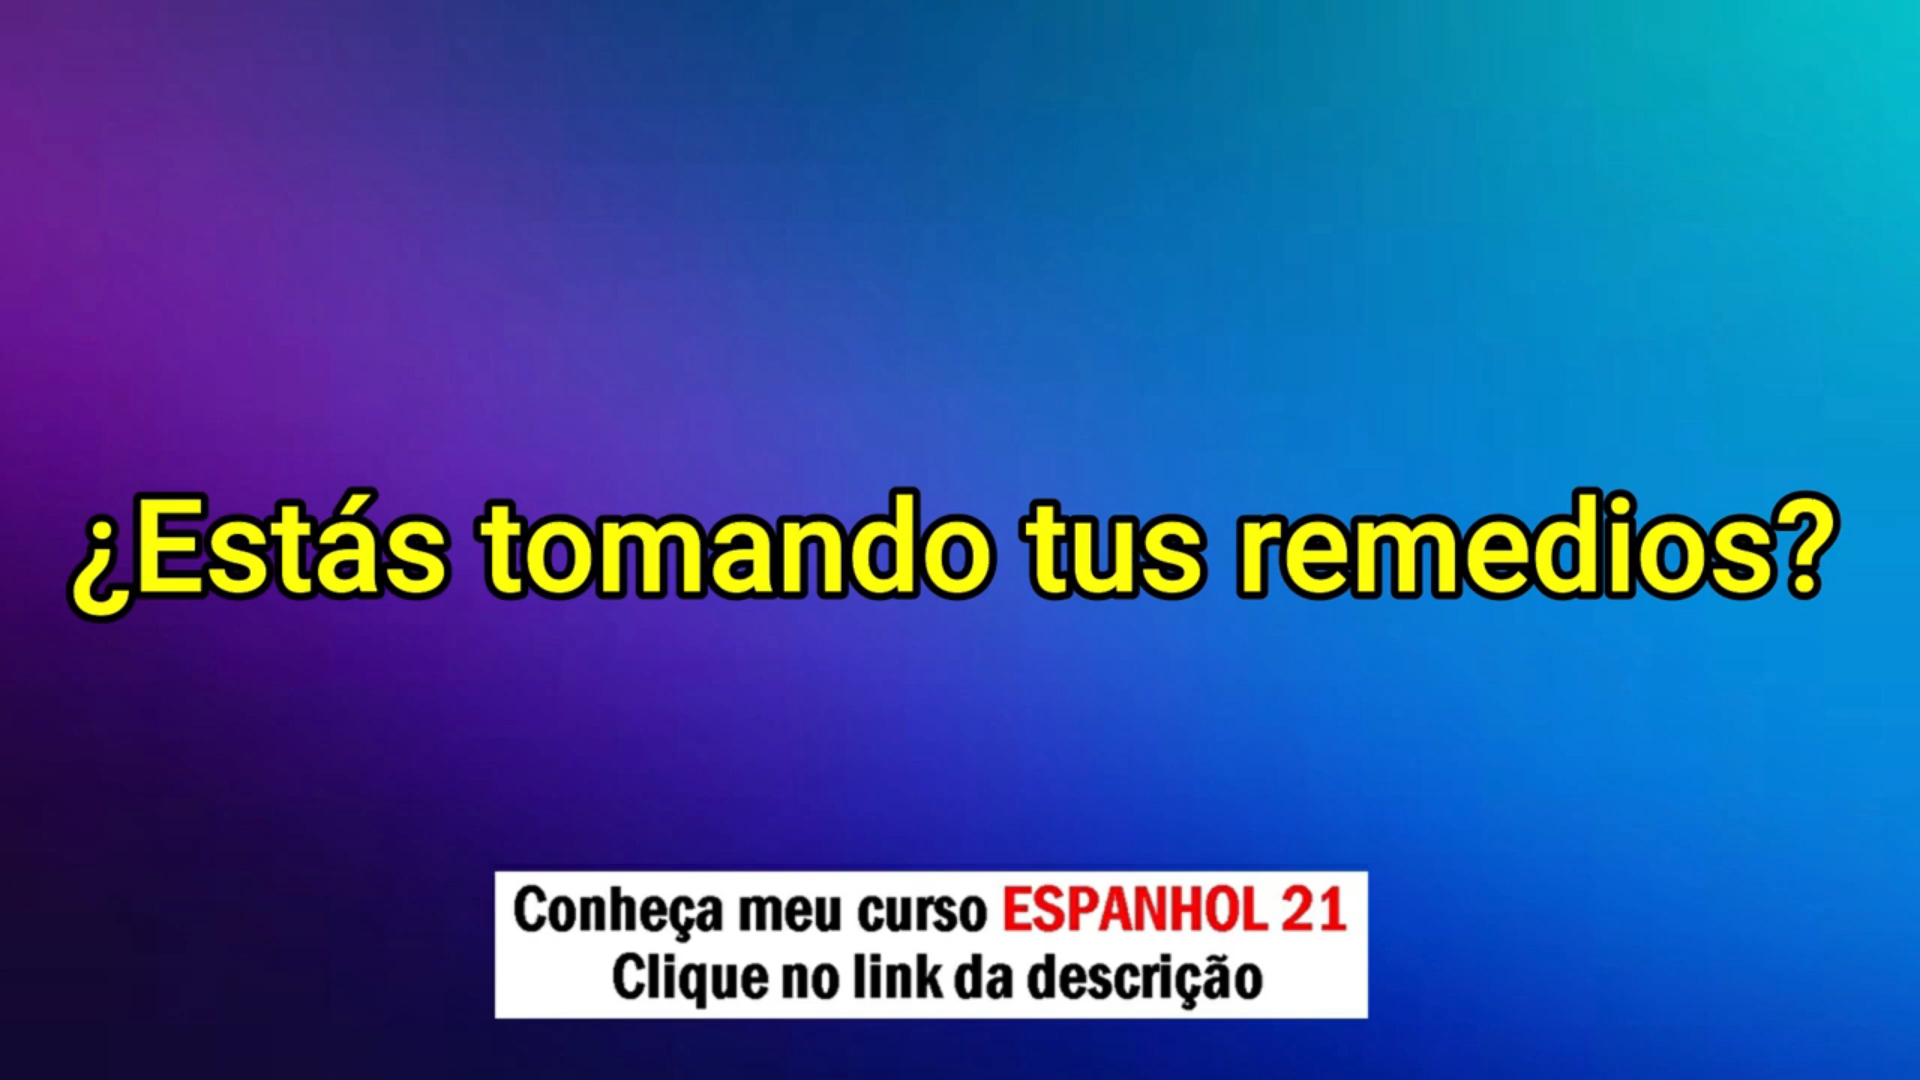 ¿Estás tomando tus remedios?
Conheça meu curso ESPANHOL 21
Clique no link da descrição